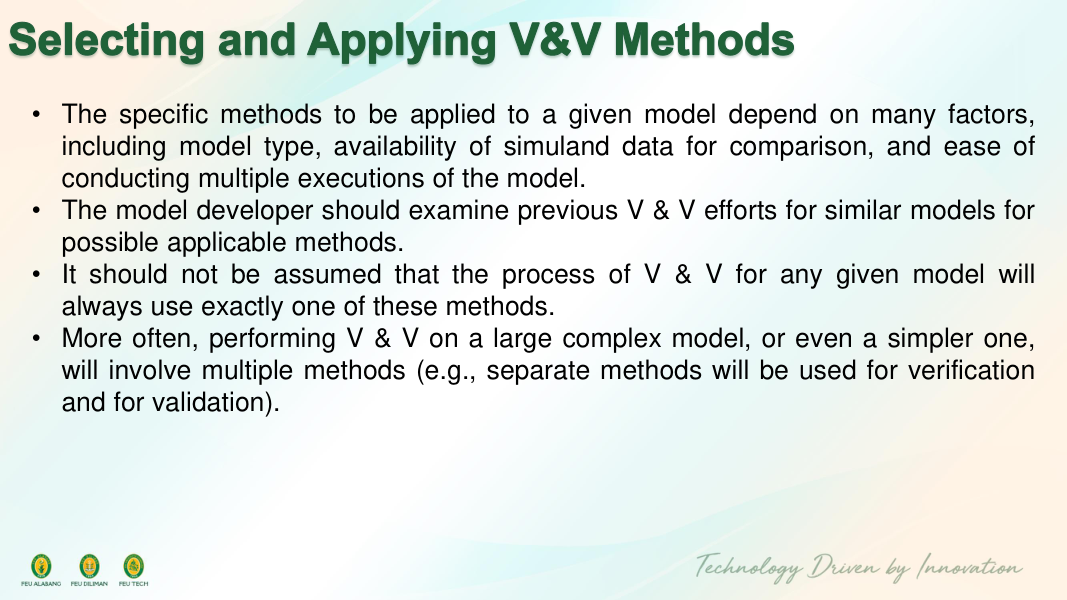 Selecting and Applying V&V Methods
• The specific methods to be applied to a given model depend on many factors,
including model type, availability of simuland data for comparison, and ease of
conducting multiple executions of the model.
• The model developer should examine previous V & V efforts for similar models for
possible applicable methods.
• It should not be assumed that the process of V & V for any given model will
always use exactly one of these methods.
• More often, performing V & V on a large complex model, or even a simpler one,
will involve multiple methods (e.g., separate methods will be used for verification
and for validation).
FEU ALABANG FEU DILIMAN FEU TECH
Technology Driven by Innovation